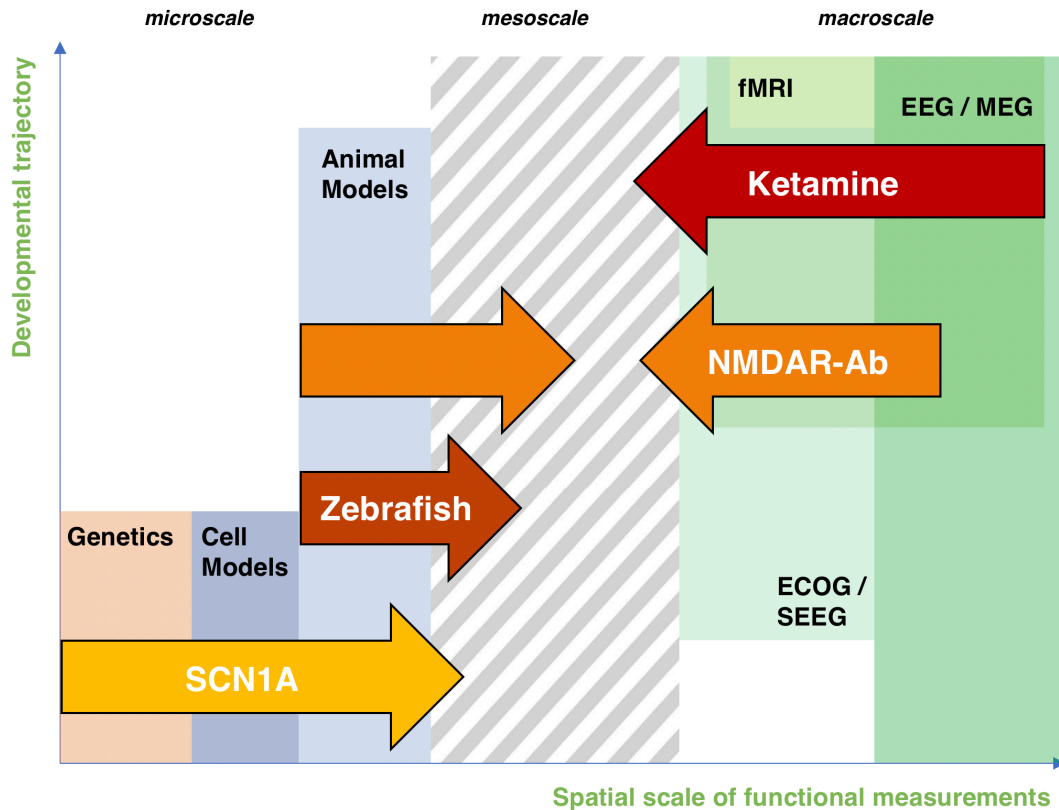 microscale
mesoscale
macroscale
Developmental trajectory
fMRI
EEG / MEG
Animal
Models
Ketamine
NMDAR-Ab
Zebrafish
Genetics
Cell
Models
ECOG /
SEEG
SCN1A
Spatial scale of functional measurements